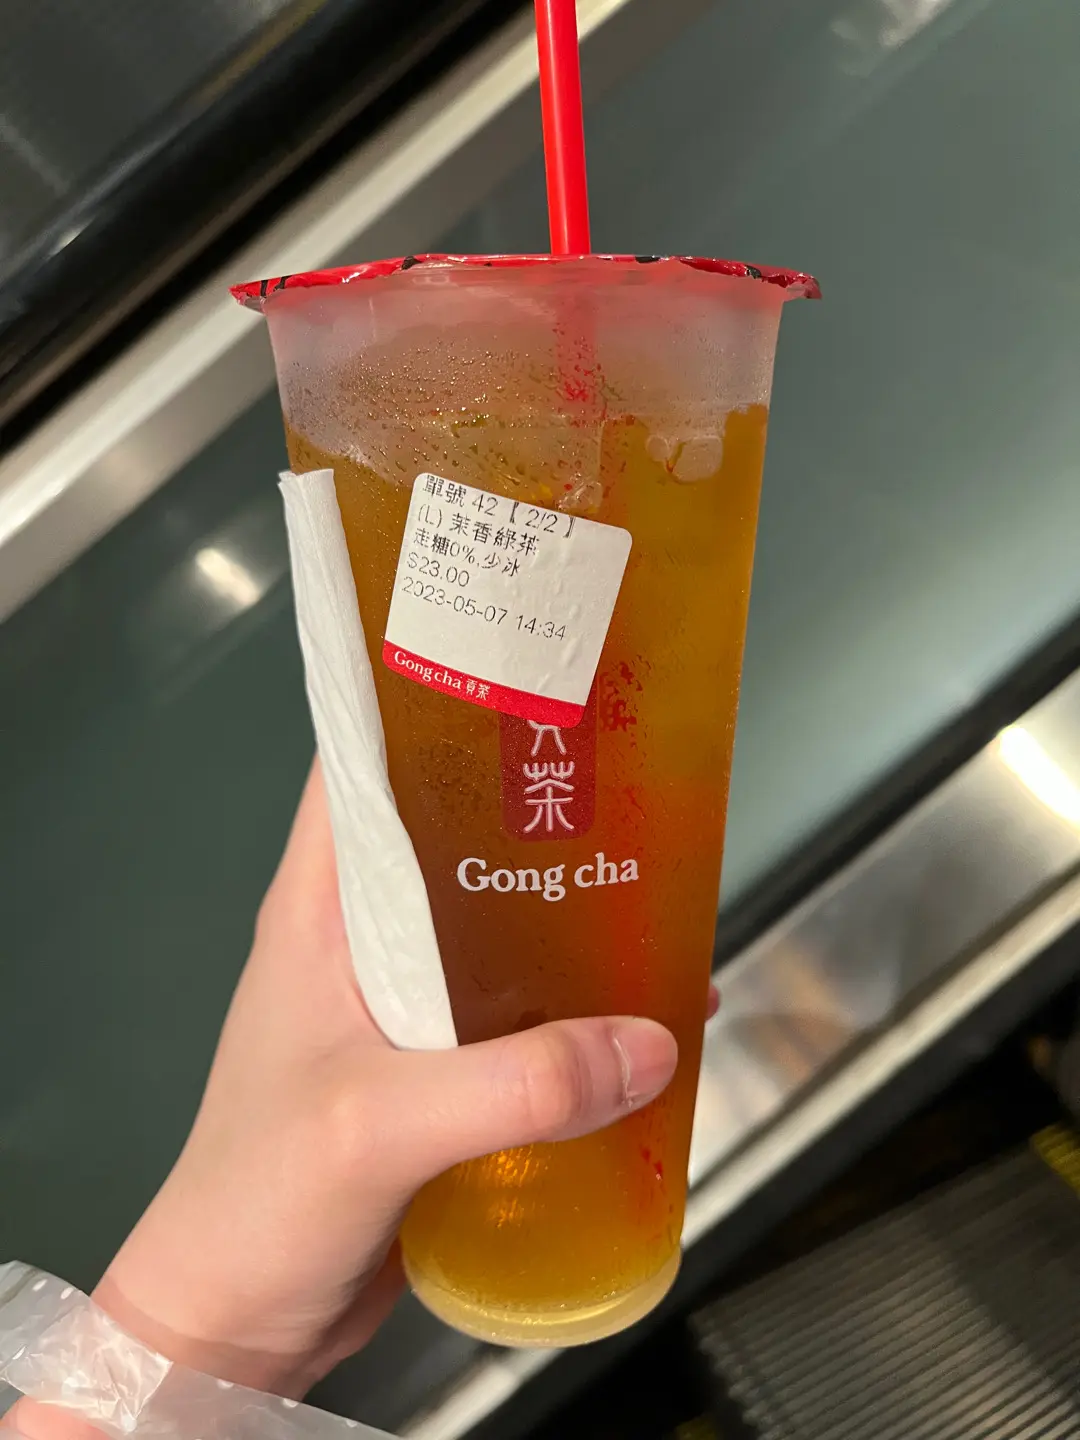 單號 42 [ 2/2 ]
(L) 茉香綠茶
走糖0%,少冰
$23.00
2023-05-07 14:34
Gong cha 貢茶
茶
Gong cha